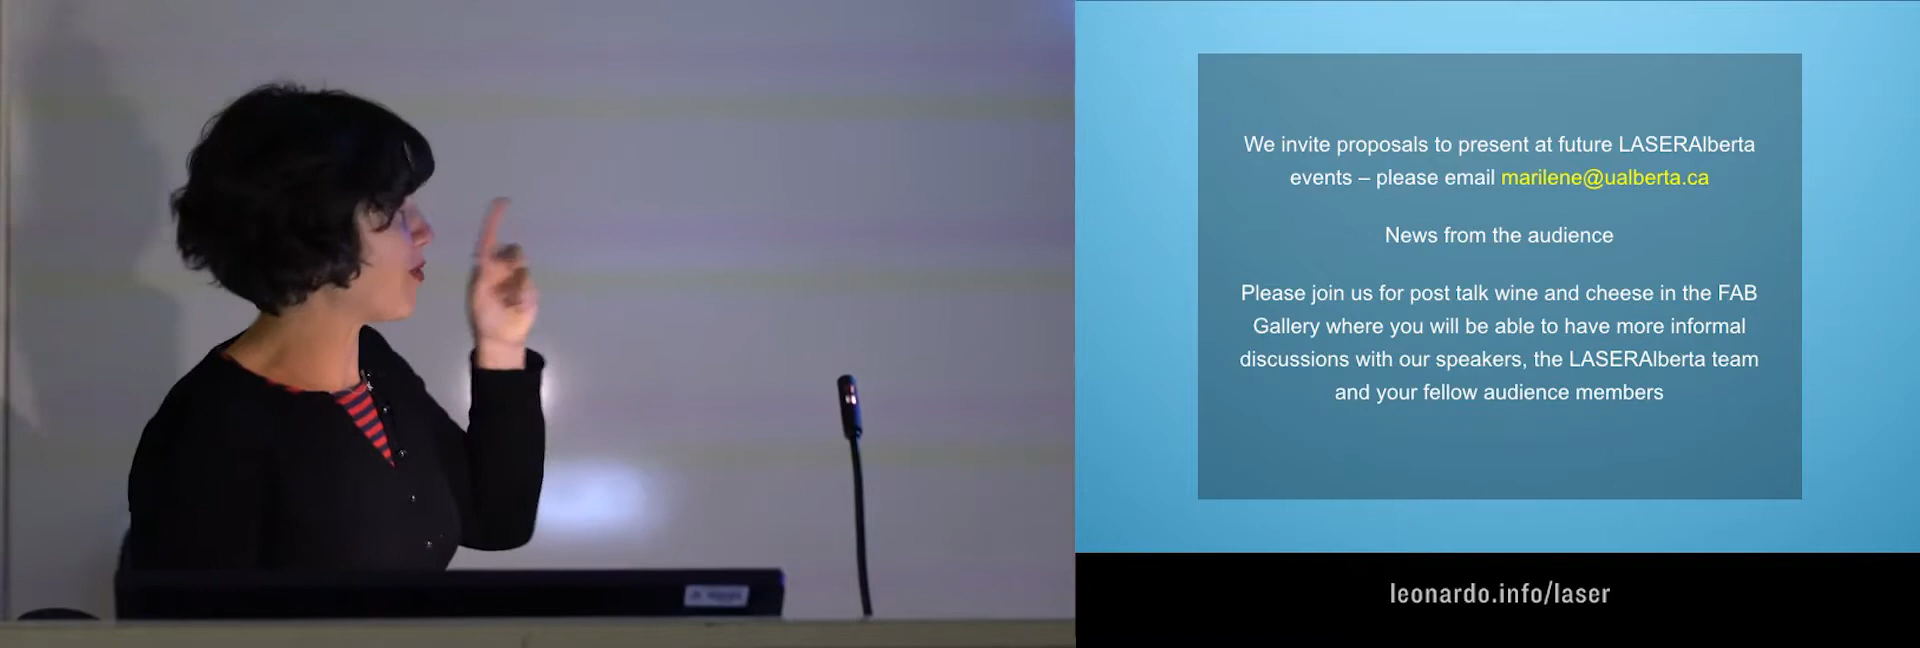 We invite proposals to present at future LASERAlberta
events – please email marilene@ualberta.ca
News from the audience
Please join us for post talk wine and cheese in the FAB
Gallery where you will be able to have more informal
discussions with our speakers, the LASERAlberta team
and your fellow audience members
leonardo.info/laser